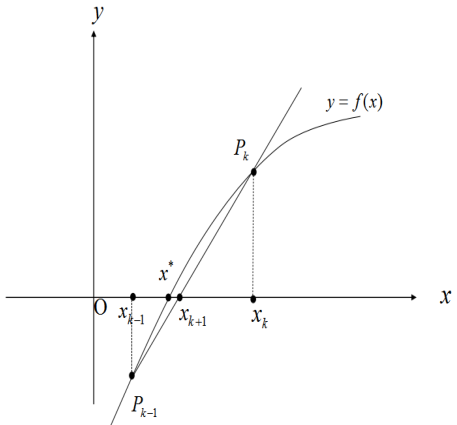 y
y = f(x)
P_k
x^*
x
O
x_{k-1}
x_{k+1}
x_k
P_{k-1}